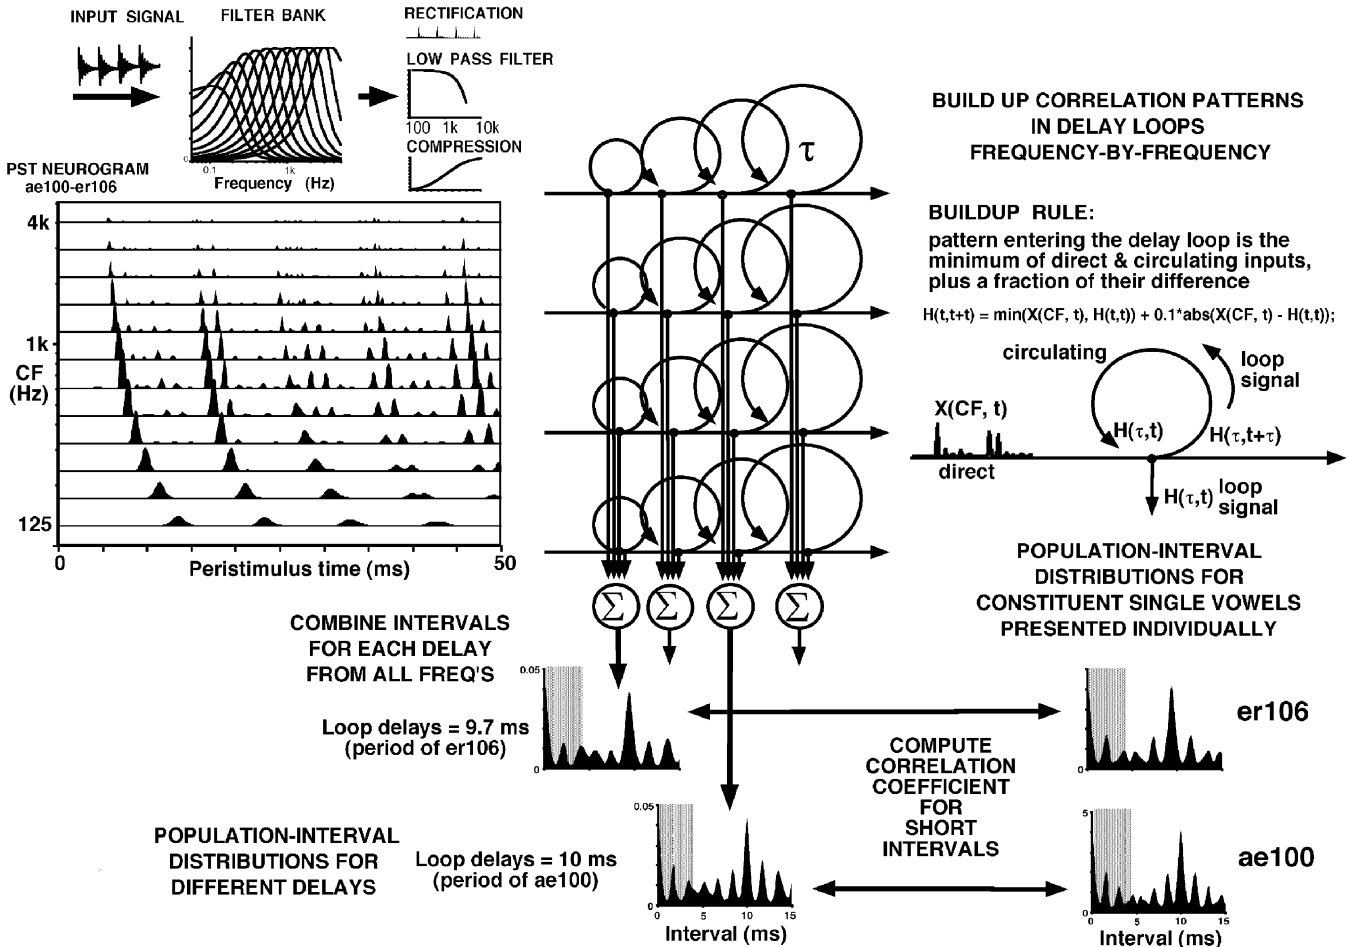 INPUT SIGNAL
FILTER BANK
RECTIFICATION
LOW PASS FILTER
100 1k 10k
COMPRESSION
0
0.1 1k
Frequency (Hz)
PST NEUROGRAM
ae100-er106
4k
1k
CF
(Hz)
125
0 50
Peristimulus time (ms)
τ
BUILD UP CORRELATION PATTERNS
IN DELAY LOOPS
FREQUENCY-BY-FREQUENCY
BUILDUP RULE:
pattern entering the delay loop is the
minimum of direct & circulating inputs,
plus a fraction of their difference
H(t,t+t) = min(X(CF, t), H(t,t)) + 0.1*abs(X(CF, t) - H(t,t));
circulating
loop
signal
X(CF, t)
H(τ,t)
H(τ,t+τ)
direct
H(τ,t) loop
signal
Σ Σ Σ Σ
COMBINE INTERVALS
FOR EACH DELAY
FROM ALL FREQ'S
POPULATION-INTERVAL
DISTRIBUTIONS FOR
CONSTITUENT SINGLE VOWELS
PRESENTED INDIVIDUALLY
Loop delays = 9.7 ms
(period of er106)
0.05
0
0
5 10 15
er106
COMPUTE
CORRELATION
COEFFICIENT
FOR
SHORT
INTERVALS
POPULATION-INTERVAL
DISTRIBUTIONS FOR
DIFFERENT DELAYS
Loop delays = 10 ms
(period of ae100)
0.05
0
0 5 10 15
Interval (ms)
5
0
0 5 10 15
Interval (ms)
ae100